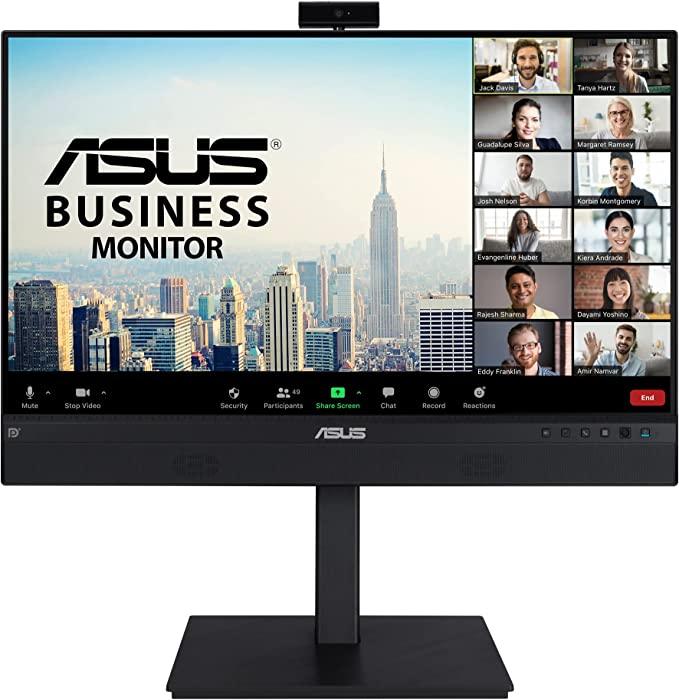 ASUS®
BUSINESS
MONITOR
Jack Davis
Tanya Hartz
Guadalupe Silva
Margaret Ramsey
Josh Nelson
Korbin Montgomery
Evangenline Huber
Kiera Andrade
Rajesh Sharma
Dayami Yoshino
Eddy Franklin
Amir Namvar
Mute
Stop Video
Security
Participants
49
Share Screen
Chat
Record
Reactions
End
ASUS